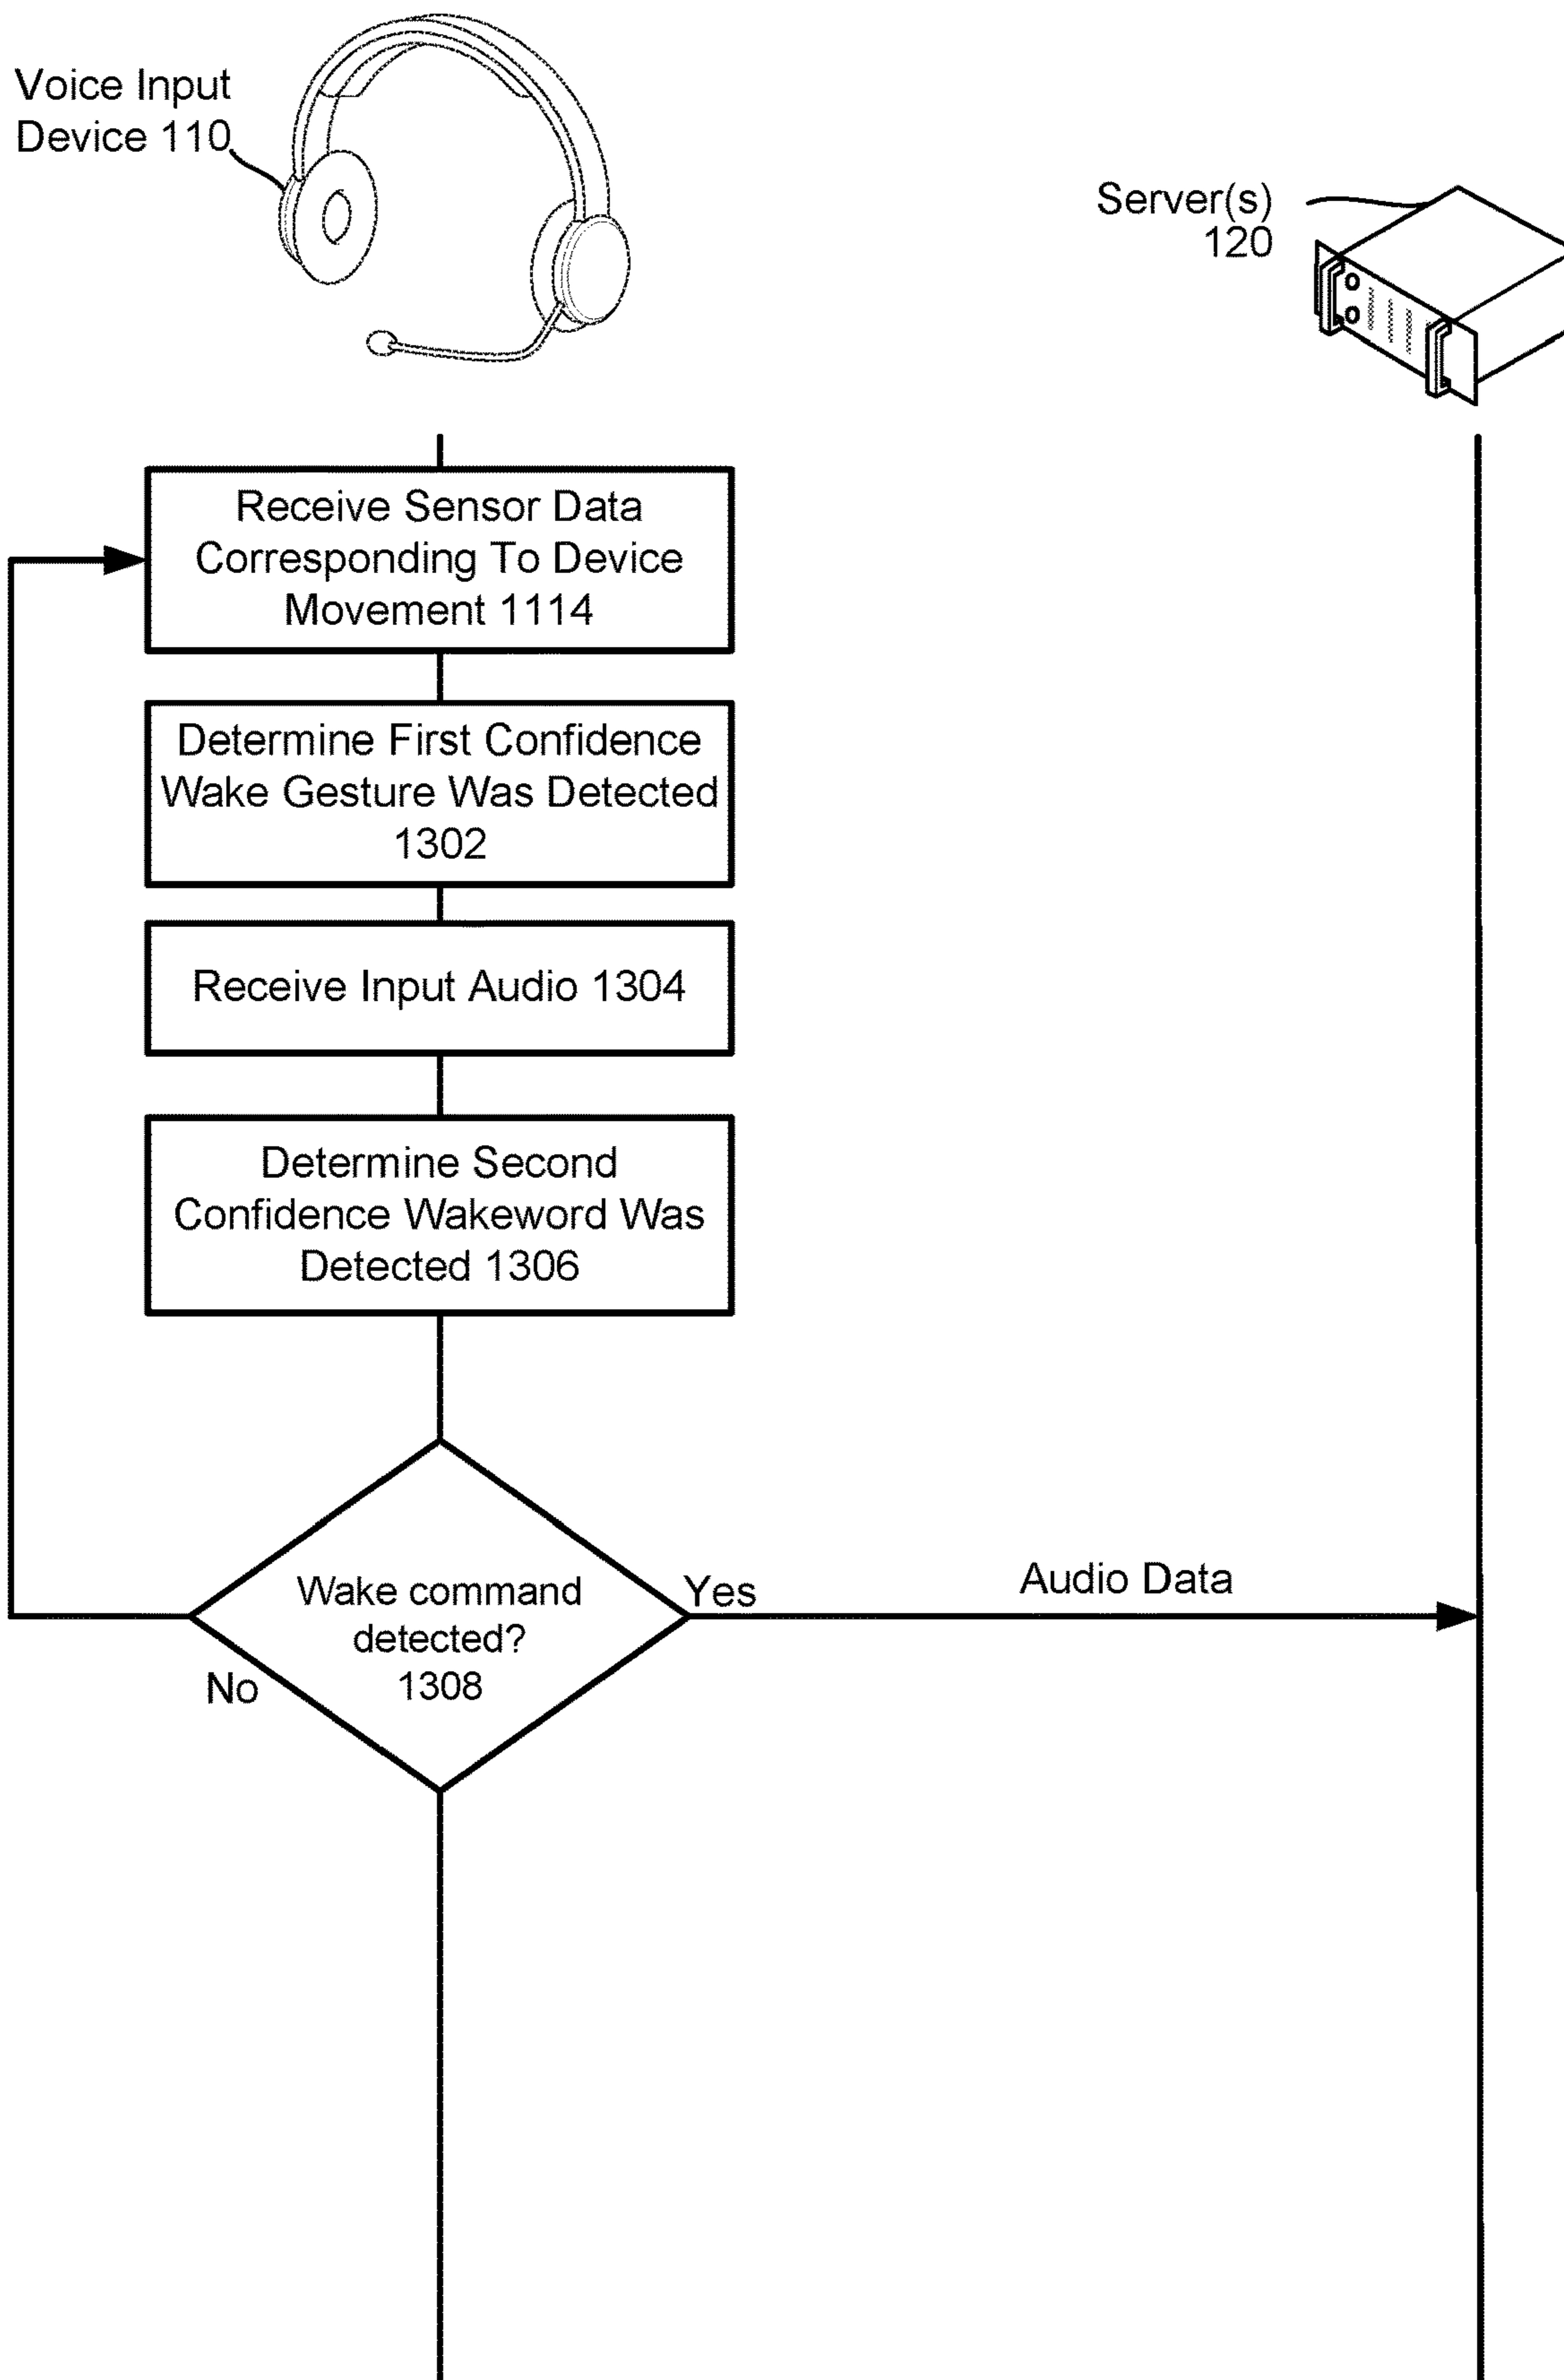 Voice Input
Device 110
Server(s)
120
Receive Sensor Data
Corresponding To Device
Movement 1114
Determine First Confidence
Wake Gesture Was Detected
1302
Receive Input Audio 1304
Determine Second
Confidence Wakeword Was
Detected 1306
Wake command
detected?
1308
Yes
No
Audio Data